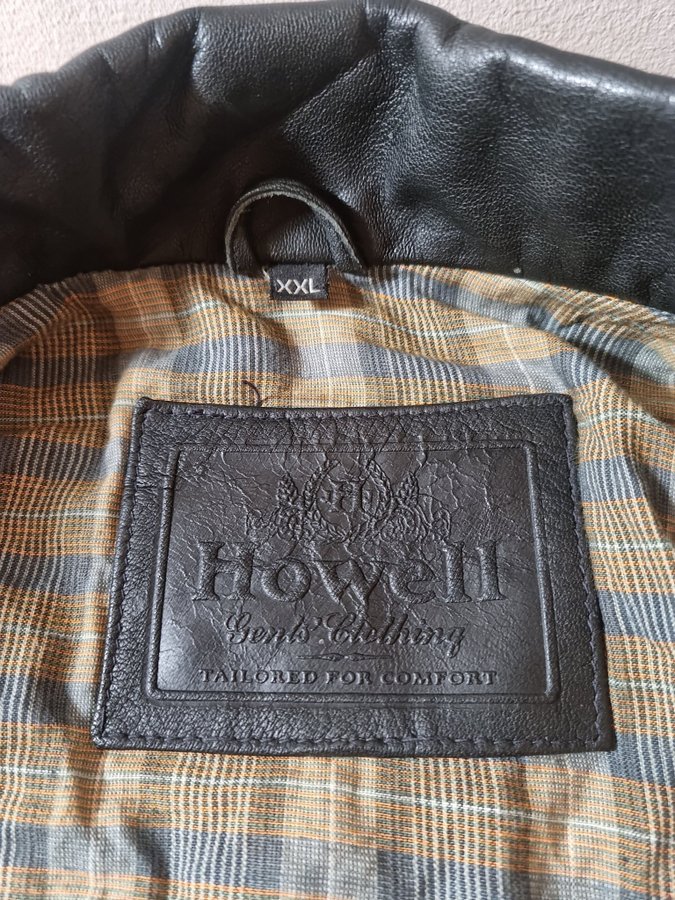 XXL
H
Howell
Gents' Clothing
TAILORED FOR COMFORT